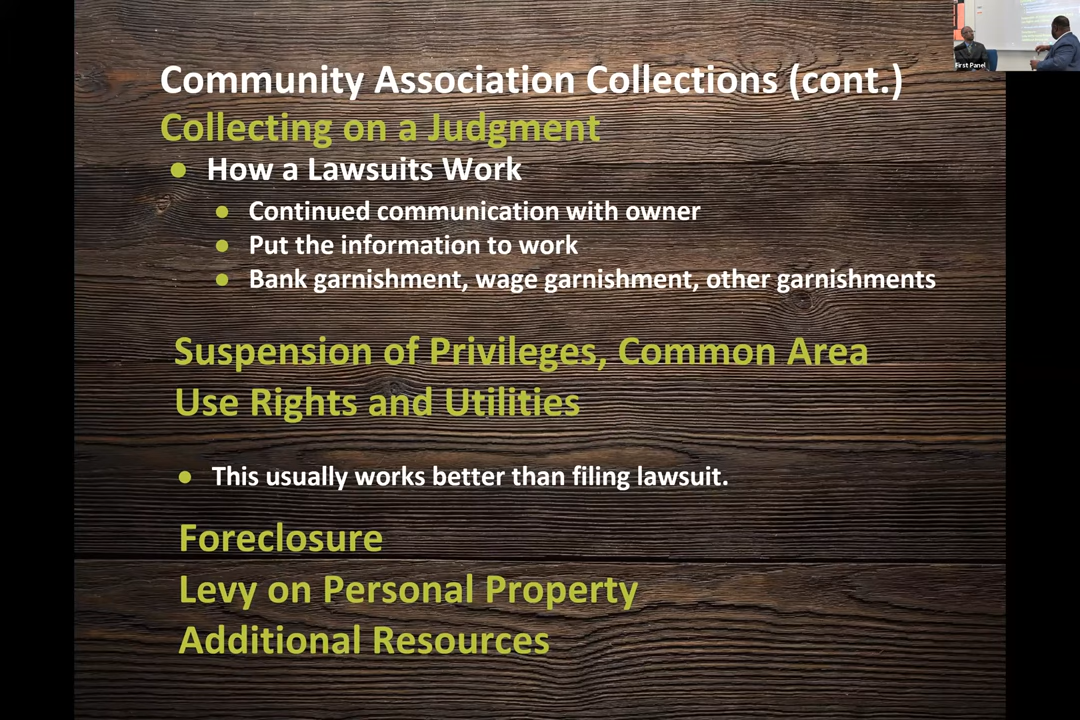 Community Association Collections (cont.)
Collecting on a Judgment
How a Lawsuits Work
Continued communication with owner
Put the information to work
Bank garnishment, wage garnishment, other garnishments
Suspension of Privileges, Common Area
Use Rights and Utilities
This usually works better than filing lawsuit.
Foreclosure
Levy on Personal Property
Additional Resources
First Panel